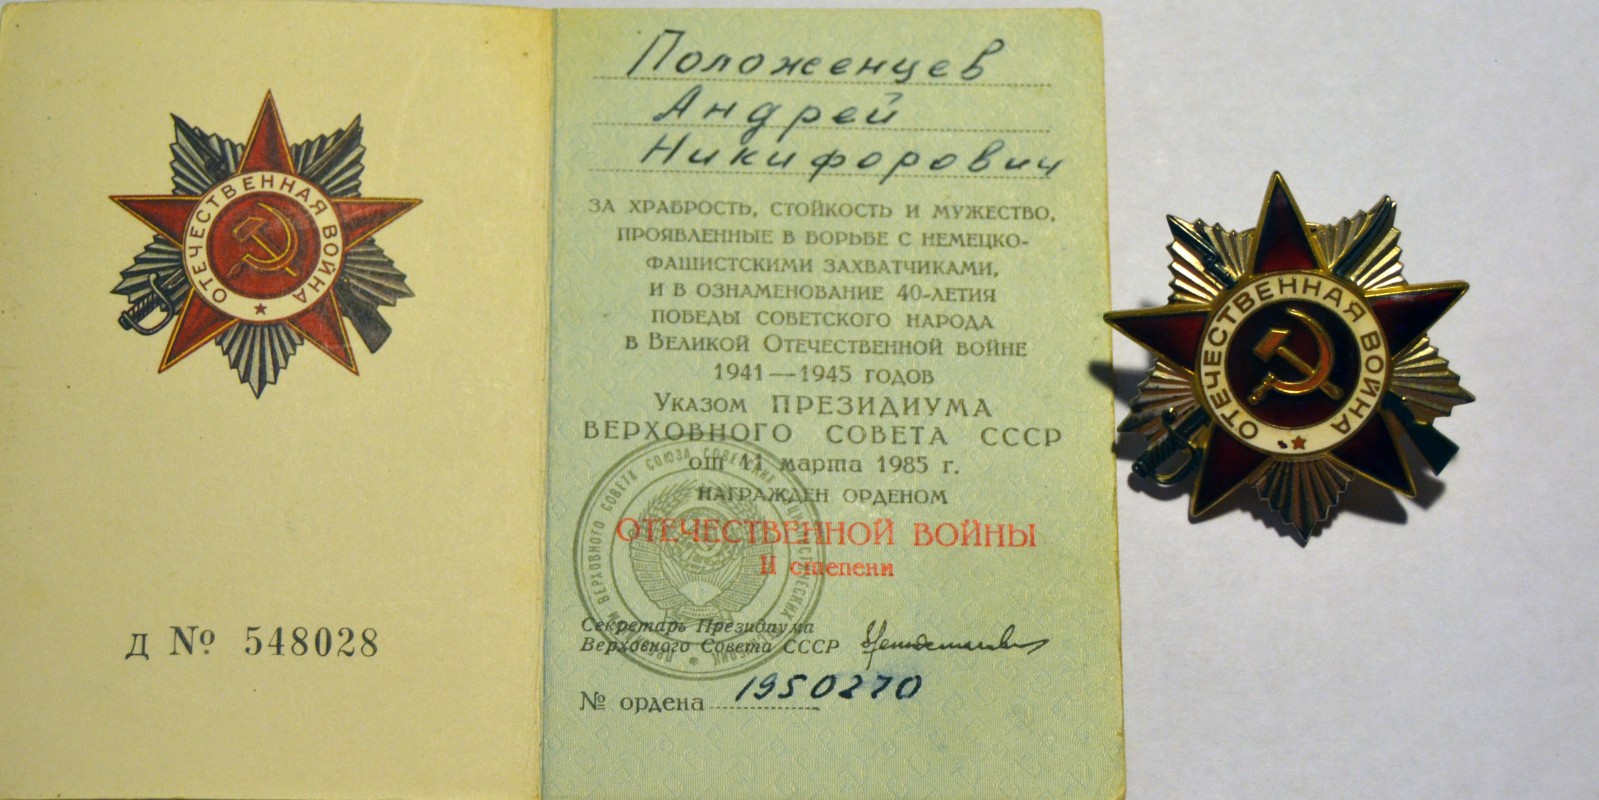 ОТЕЧЕСТВЕННАЯ ВОЙНА
Д № 548028
Положенцев
Андрей
Никифорович
ЗА ХРАБРОСТЬ, СТОЙКОСТЬ И МУЖЕСТВО,
ПРОЯВЛЕННЫЕ В БОРЬБЕ С НЕМЕЦКО-
ФАШИСТСКИМИ ЗАХВАТЧИКАМИ,
И В ОЗНАМЕНОВАНИЕ 40-ЛЕТИЯ
ПОБЕДЫ СОВЕТСКОГО НАРОДА
В ВЕЛИКОЙ ОТЕЧЕСТВЕННОЙ ВОЙНЕ
1941—1945 ГОДОВ
УКАЗОМ ПРЕЗИДИУМА
ВЕРХОВНОГО СОВЕТА СССР
от 11 марта 1985 г.
НАГРАЖДЕН ОРДЕНОМ
ОТЕЧЕСТВЕННОЙ ВОЙНЫ
II степени
Секретарь Президиума
Верховного Совета СССР
№ ордена 1950270
ОТЕЧЕСТВЕННАЯ ВОЙНА